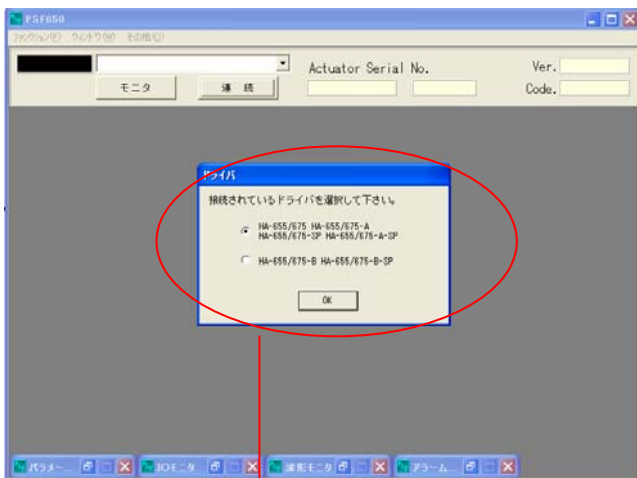 PSF650
ファンクション(F) ウィンドウ(W) その他(Q)
Actuator Serial No.
Ver.
モニタ
連 続
Code.
ドライバ
接続されているドライバを選択して下さい。
HA-655/675 HA-655/675-A
HA-655/675-SP HA-655/675-A-SP
HA-655/675-B HA-655/675-B-SP
OK
パラメー...
IOモニタ
波形モニタ
アラーム...